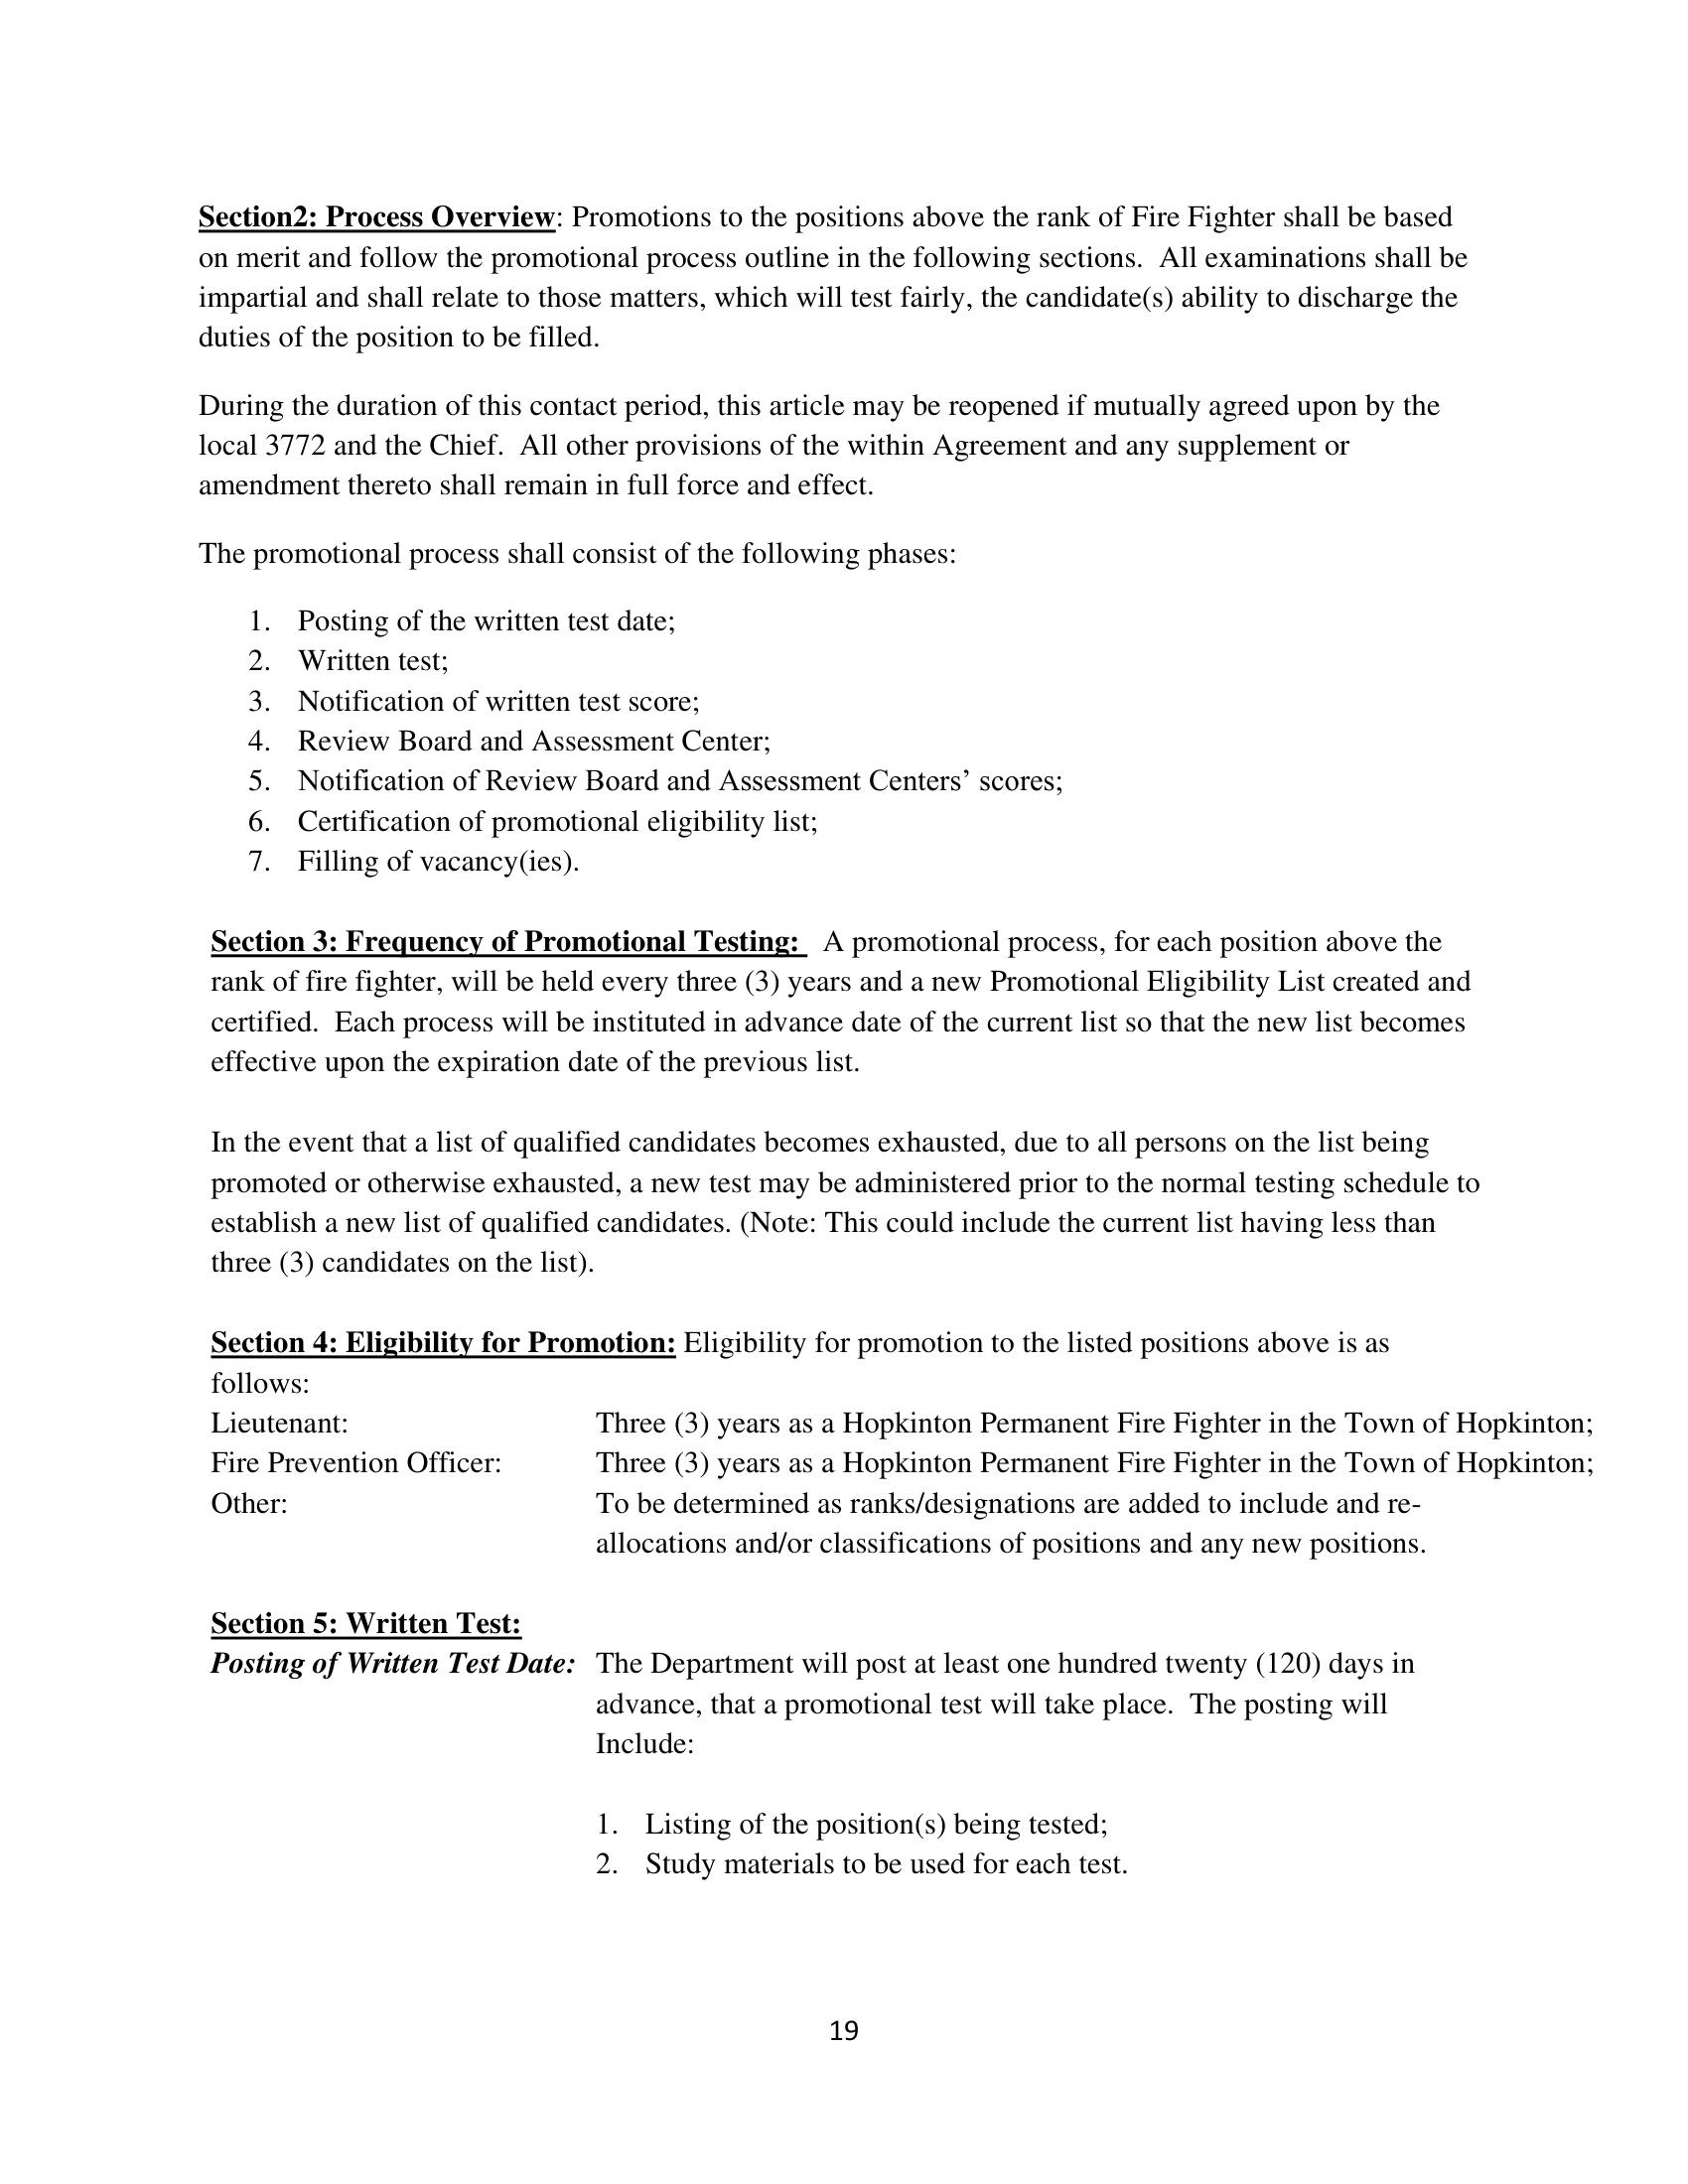 Section2: Process Overview: Promotions to the positions above the rank of Fire Fighter shall be based
on merit and follow the promotional process outline in the following sections.  All examinations shall be
impartial and shall relate to those matters, which will test fairly, the candidate(s) ability to discharge the
duties of the position to be filled.
During the duration of this contact period, this article may be reopened if mutually agreed upon by the
local 3772 and the Chief.  All other provisions of the within Agreement and any supplement or
amendment thereto shall remain in full force and effect.
The promotional process shall consist of the following phases:
1. Posting of the written test date;
2. Written test;
3. Notification of written test score;
4. Review Board and Assessment Center;
5. Notification of Review Board and Assessment Centers’ scores;
6. Certification of promotional eligibility list;
7. Filling of vacancy(ies).
Section 3: Frequency of Promotional Testing:  A promotional process, for each position above the
rank of fire fighter, will be held every three (3) years and a new Promotional Eligibility List created and
certified.  Each process will be instituted in advance date of the current list so that the new list becomes
effective upon the expiration date of the previous list.
In the event that a list of qualified candidates becomes exhausted, due to all persons on the list being
promoted or otherwise exhausted, a new test may be administered prior to the normal testing schedule to
establish a new list of qualified candidates. (Note: This could include the current list having less than
three (3) candidates on the list).
Section 4: Eligibility for Promotion: Eligibility for promotion to the listed positions above is as
follows:
Lieutenant: Three (3) years as a Hopkinton Permanent Fire Fighter in the Town of Hopkinton;
Fire Prevention Officer: Three (3) years as a Hopkinton Permanent Fire Fighter in the Town of Hopkinton;
Other: To be determined as ranks/designations are added to include and re-
allocations and/or classifications of positions and any new positions.
Section 5: Written Test:
Posting of Written Test Date: The Department will post at least one hundred twenty (120) days in
advance, that a promotional test will take place.  The posting will
Include:
1. Listing of the position(s) being tested;
2. Study materials to be used for each test.
19